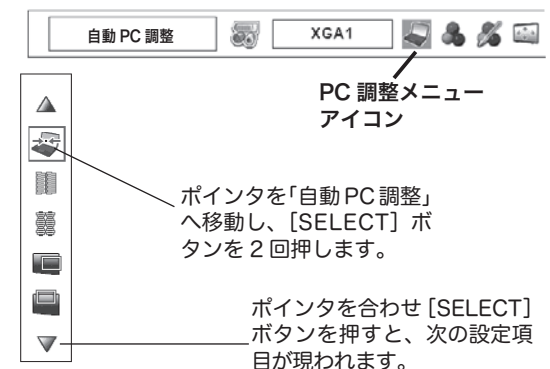 自動 PC 調整
XGA1
PC 調整メニュー
アイコン
ポインタを「自動 PC 調整」
へ移動し、［SELECT］ボ
タンを 2 回押します。
ポインタを合わせ［SELECT］
ボタンを押すと、次の設定項
目が現われます。